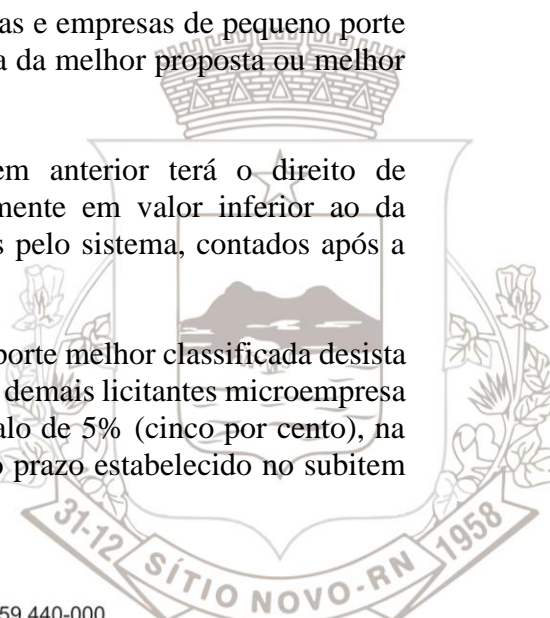 as e empresas de pequeno porte
a da melhor proposta ou melhor
em anterior terá o direito de
mente em valor inferior ao da
s pelo sistema, contados após a
porte melhor classificada desista
demais licitantes microempresa
alo de 5% (cinco por cento), na
o prazo estabelecido no subitem
31-12 SÍTIO NOVO-RN 1958
59.440-000